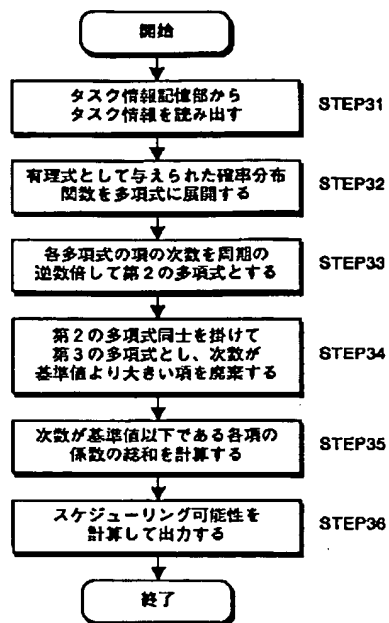 開始
タスク情報記憶部から
タスク情報を読み出す
STEP31
有理式として与えられた確率分布
関数を多項式に展開する
STEP32
各多項式の項の次数を周期の
逆数倍して第2の多項式とする
STEP33
第2の多項式同士を掛けて
第3の多項式とし、次数が
基準値より大きい項を廃棄する
STEP34
次数が基準値以下である各項の
係数の総和を計算する
STEP35
スケジューリング可能性を
計算して出力する
STEP36
終了